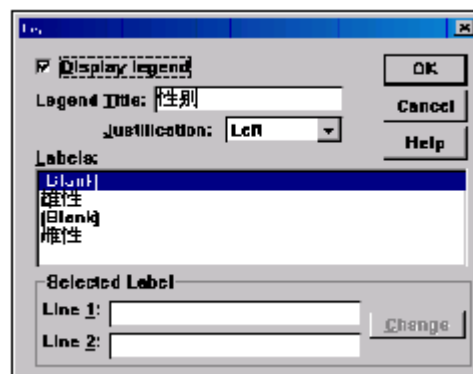 Display legend
OK
Legend Title: 性别
Cancel
Justification: Left
Help
Labels:
[Blank]
雄性
[Blank]
雌性
Selected Label
Line 1:
Change
Line 2: